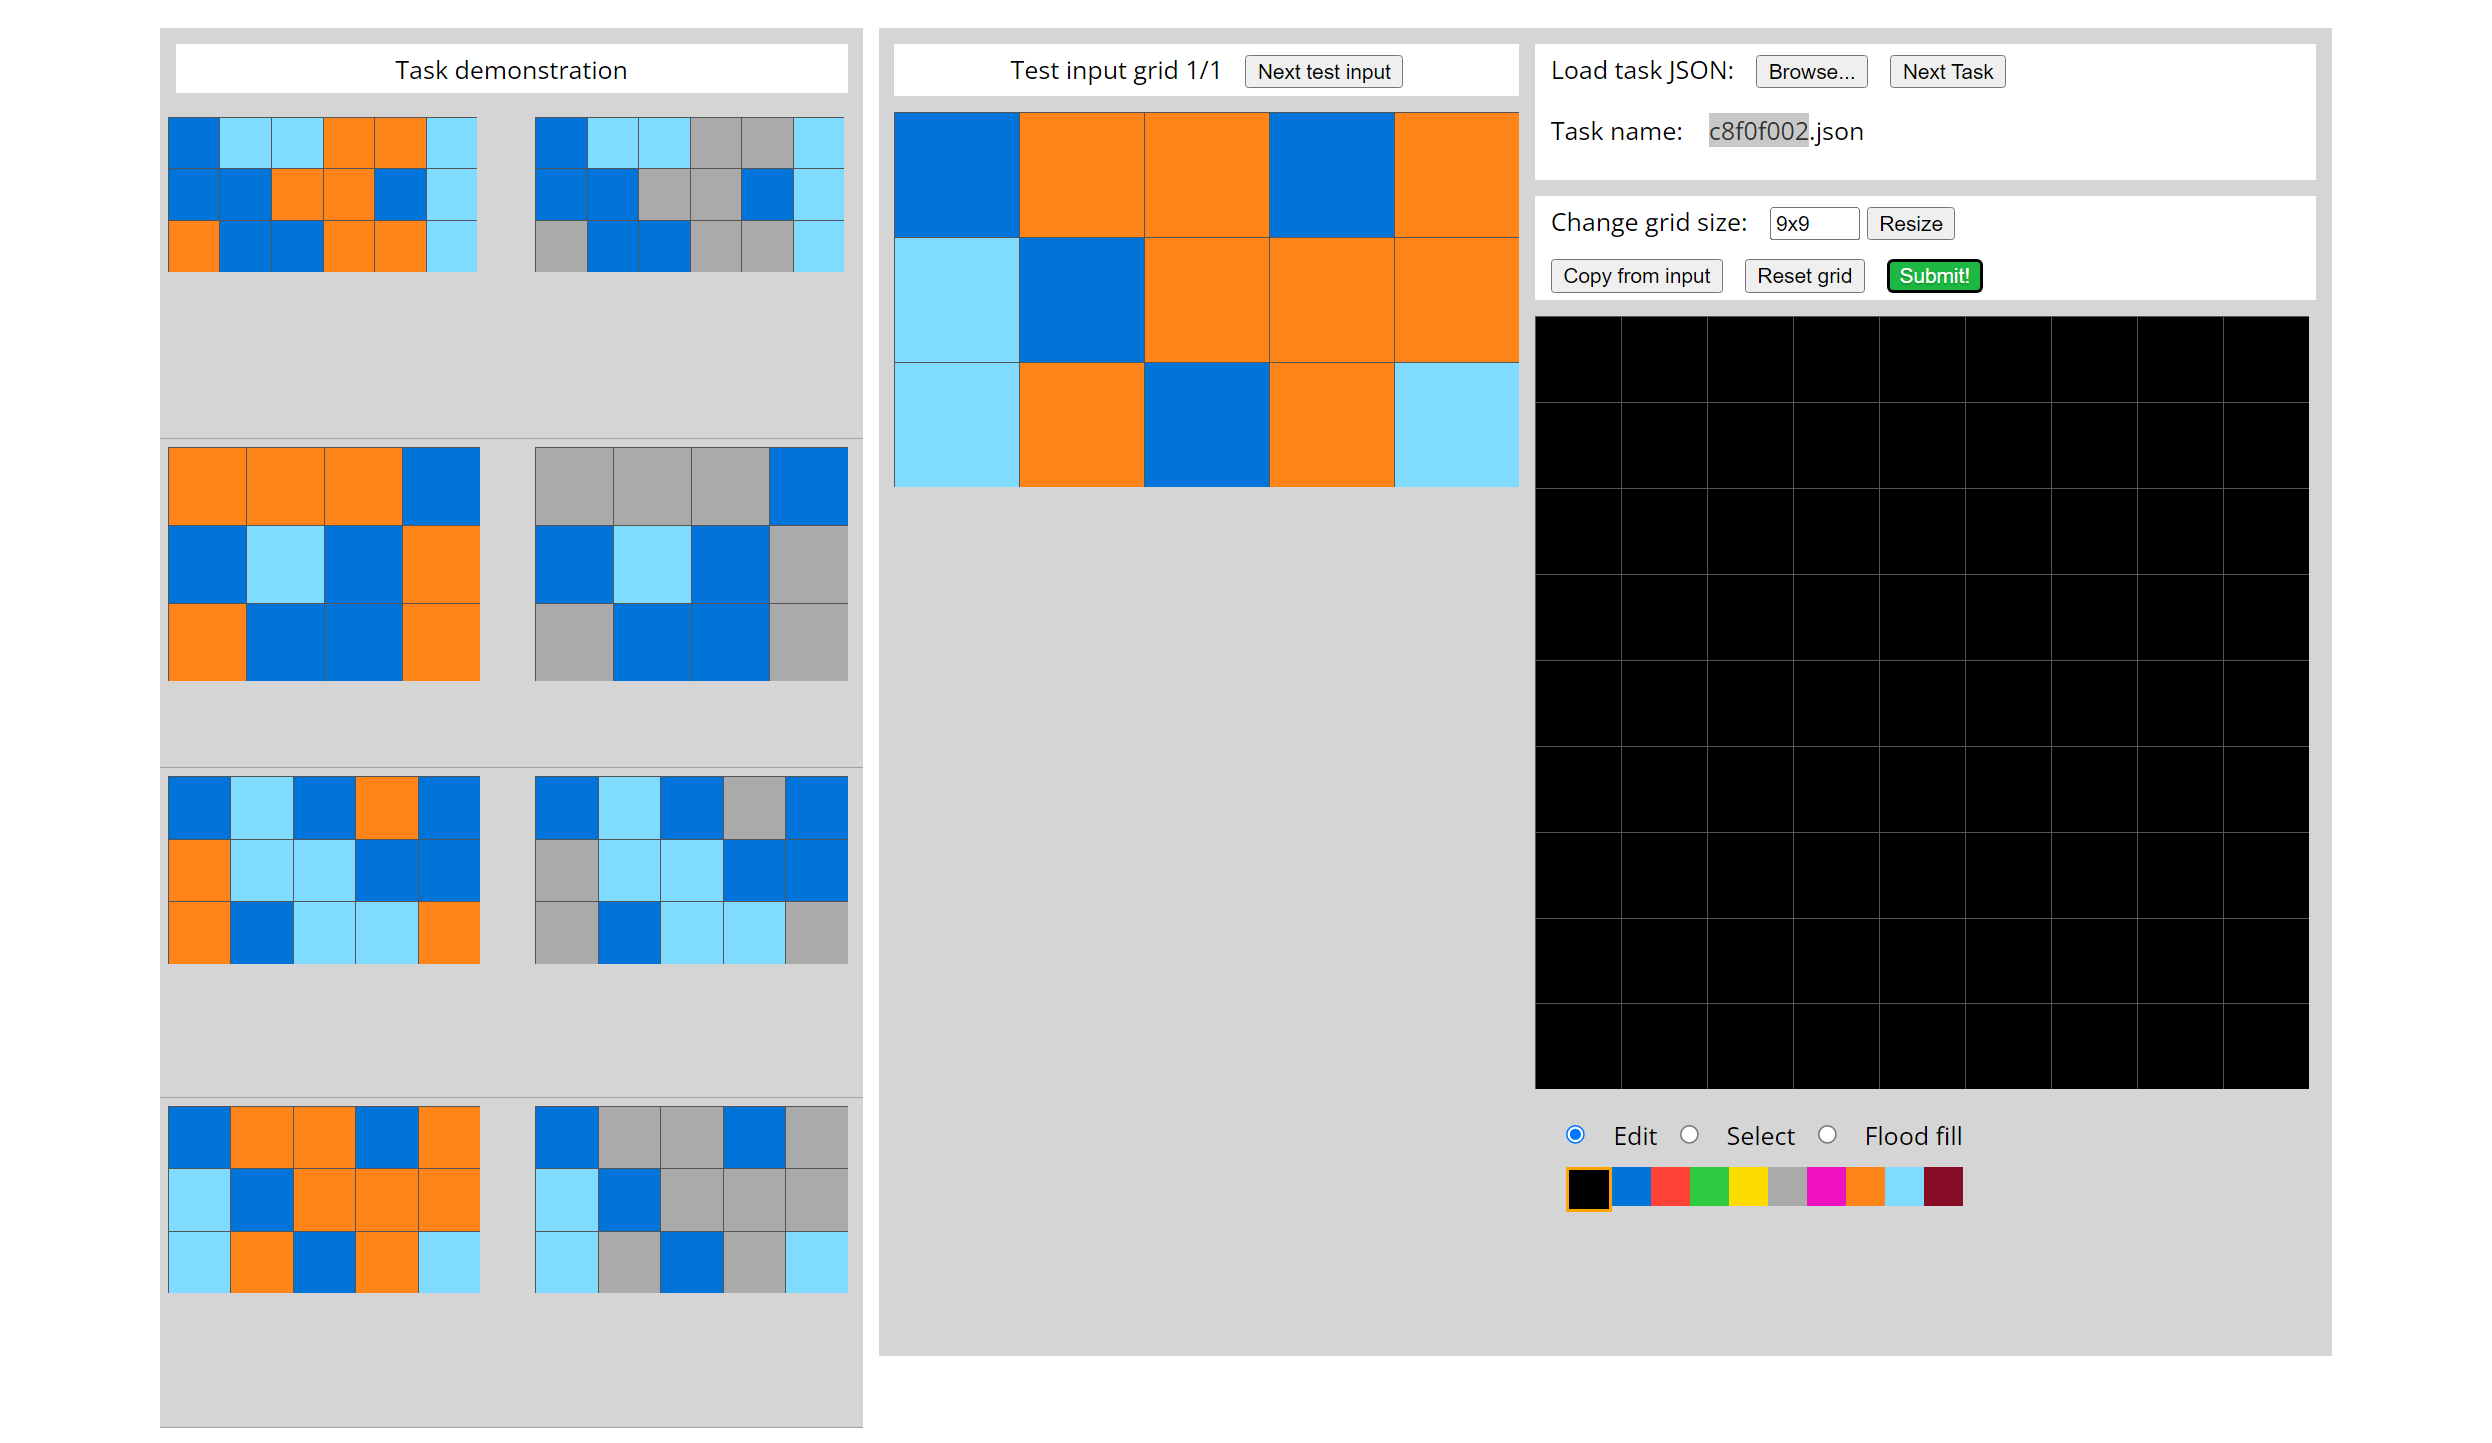 Task demonstration
Test input grid 1/1 Next test input
Load task JSON: Browse... Next Task
Task name: c8f0f002.json
Change grid size: 9x9 Resize
Copy from input Reset grid Submit!
Edit Select Flood fill